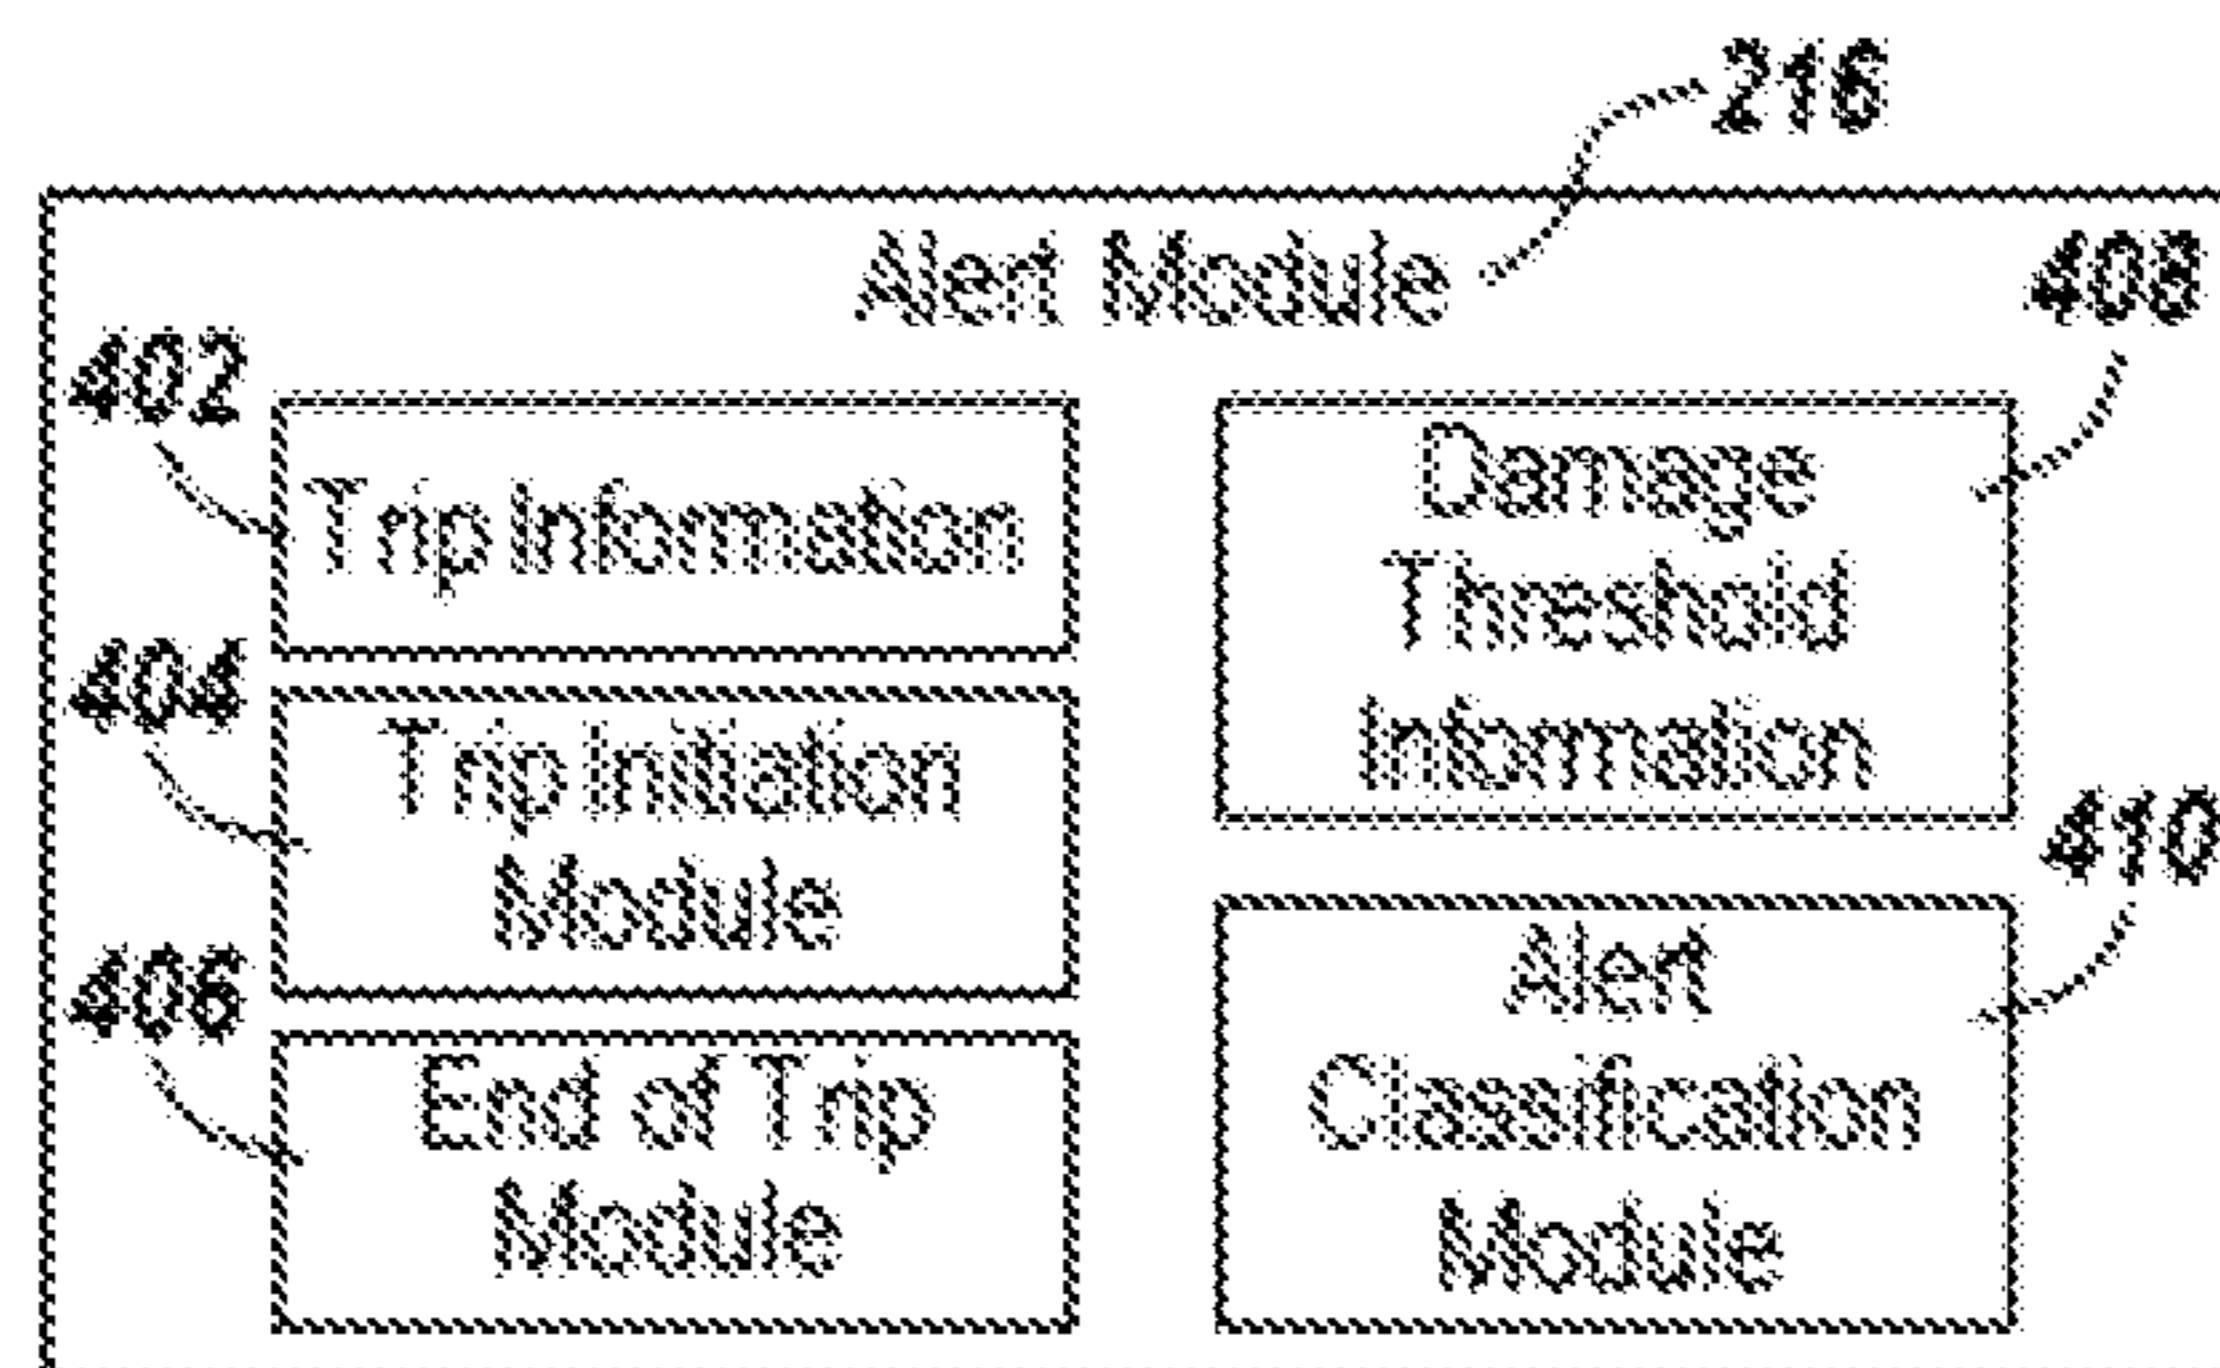 216
Alert Module
402
Trip Information
404
Trip Initiation
Module
406
End of Trip
Module
408
Damage
Threshold
Information
410
Alert
Classification
Module